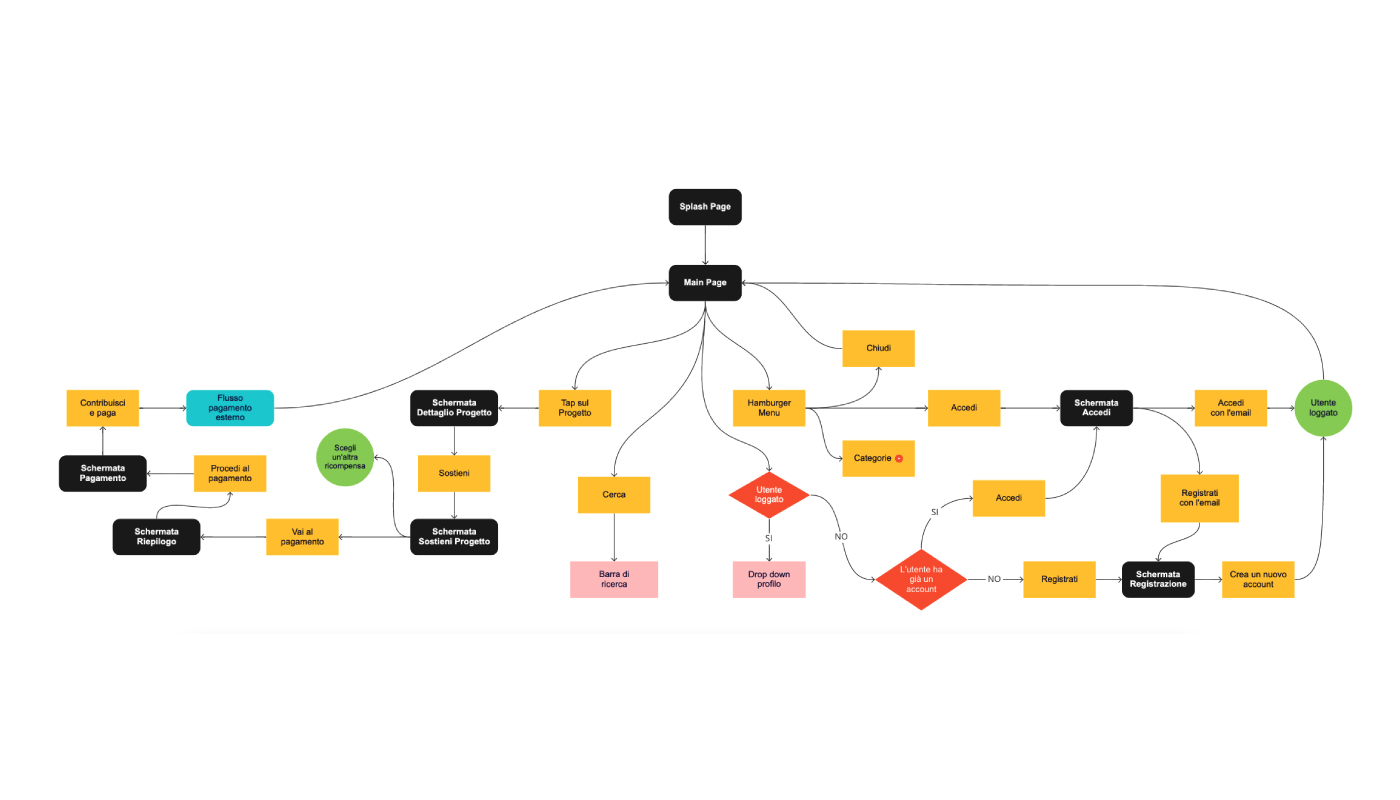 Splash Page
Main Page
Chiudi
Contribuisci
e paga
Flusso
pagamento
esterno
Schermata
Dettaglio Progetto
Tap sul
Progetto
Hamburger
Menu
Accedi
Schermata
Accedi
Accedi
con l'email
Utente
loggato
Scegli
un'altra
ricompensa
Categorie
Schermata
Pagamento
Procedi al
pagamento
Sostieni
Cerca
Utente
loggato
Accedi
Registrati
con l'email
SI
Schermata
Riepilogo
Vai al
pagamento
Schermata
Sostieni Progetto
SI
NO
Barra di
ricerca
Drop down
profilo
L'utente ha
già un
account
NO
Registrati
Schermata
Registrazione
Crea un nuovo
account